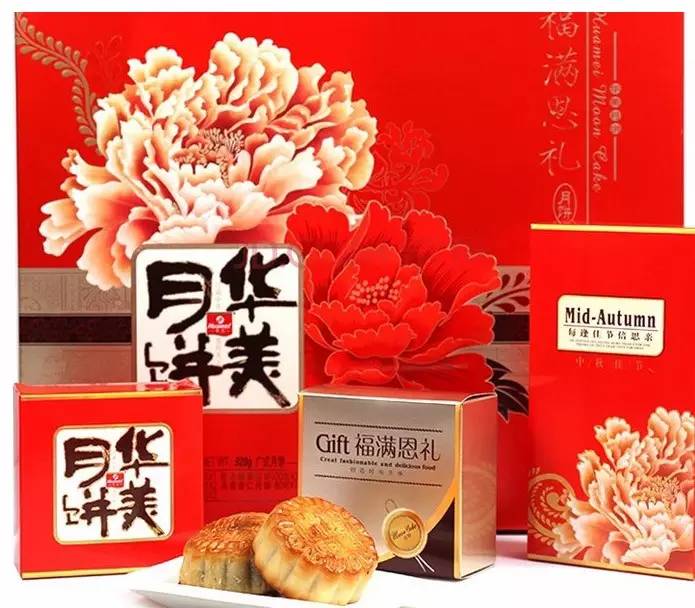 福满恩礼
Huamei Moon Cake
月饼
华美
月饼
Mid-Autumn
每逢佳节倍思亲
中秋佳节
华美
月饼
Gift 福满恩礼
Creat fashionable and delicious food